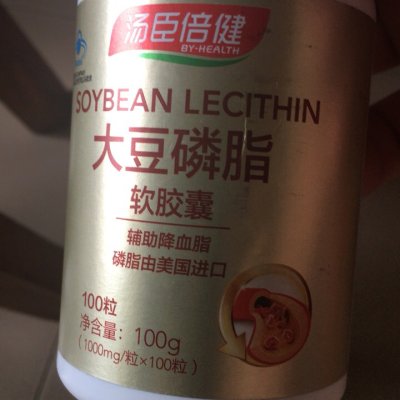 汤臣倍健
BY-HEALTH
SOYBEAN LECITHIN
大豆磷脂
软胶囊
辅助降血脂
磷脂由美国进口
100粒
净含量：100g
（1000mg/粒×100粒）